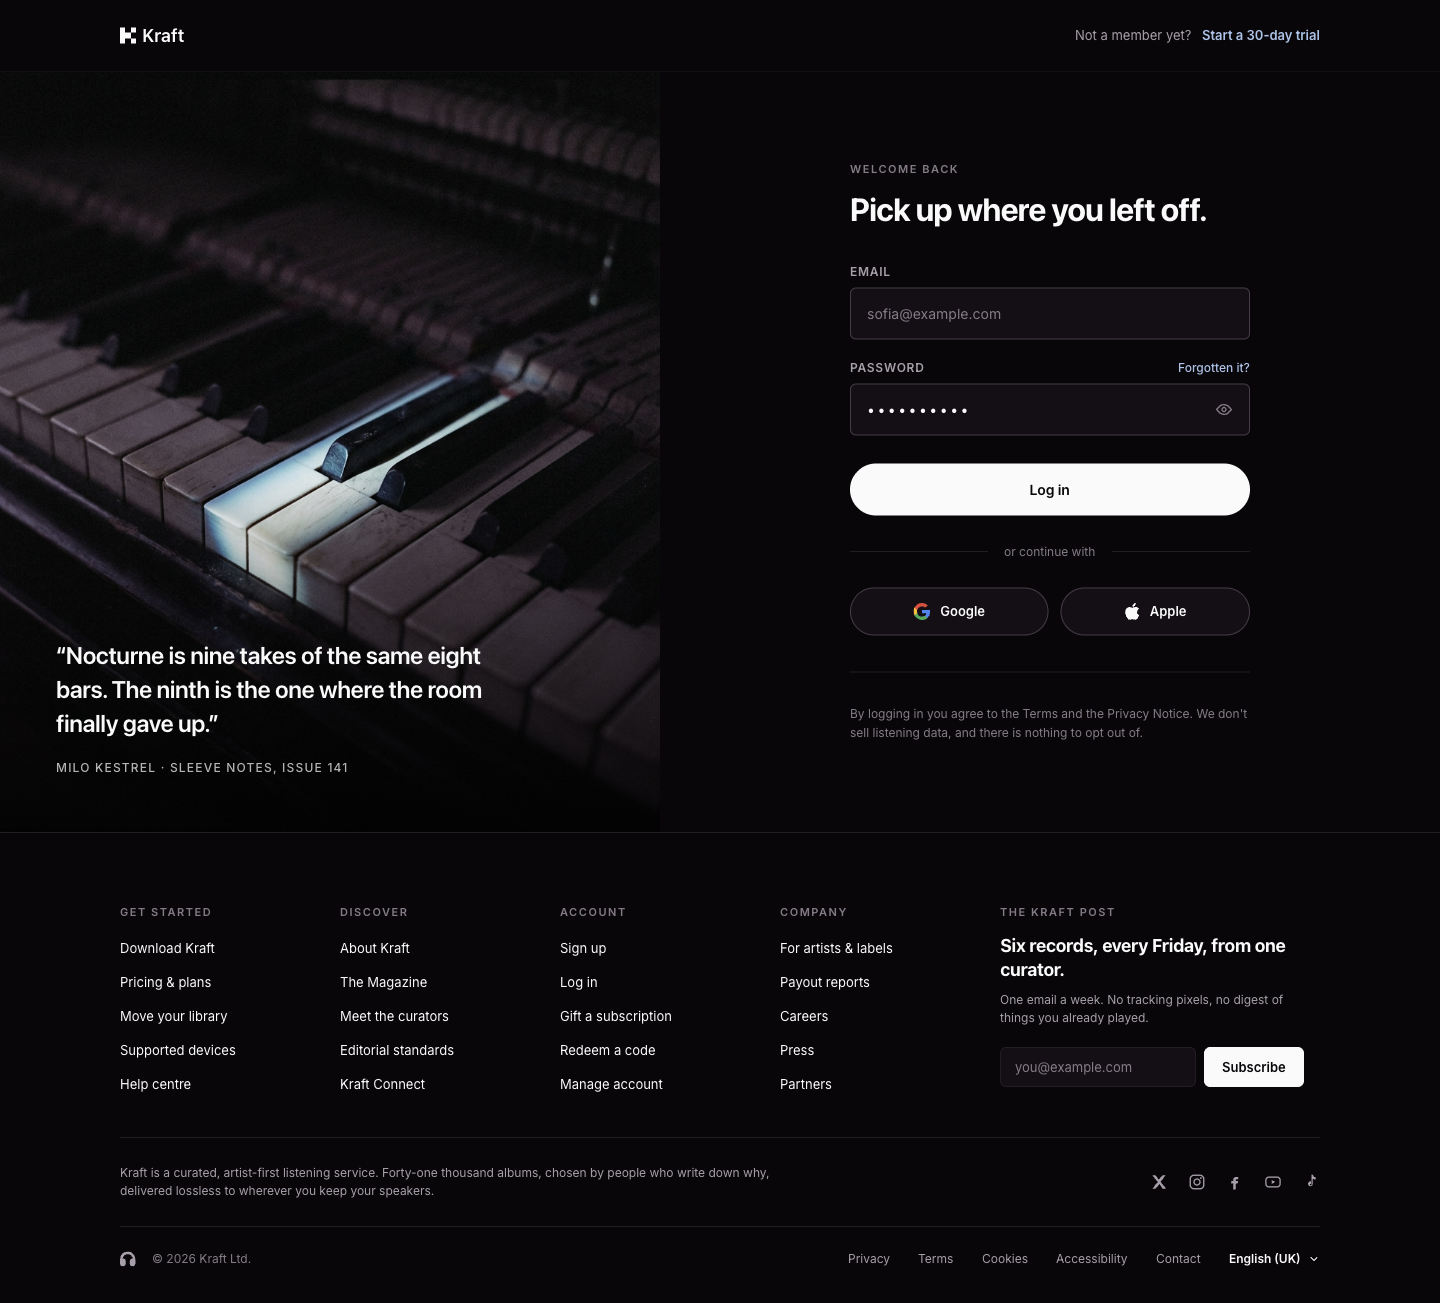 Kraft
Not a member yet? Start a 30-day trial
WELCOME BACK
Pick up where you left off.
EMAIL
sofia@example.com
PASSWORD
Forgotten it?
Log in
or continue with
Google
Apple
By logging in you agree to the Terms and the Privacy Notice. We don't
sell listening data, and there is nothing to opt out of.
“Nocturne is nine takes of the same eight
bars. The ninth is the one where the room
finally gave up.”
MILO KESTREL · SLEEVE NOTES, ISSUE 141
GET STARTED
Download Kraft
Pricing & plans
Move your library
Supported devices
Help centre
DISCOVER
About Kraft
The Magazine
Meet the curators
Editorial standards
Kraft Connect
ACCOUNT
Sign up
Log in
Gift a subscription
Redeem a code
Manage account
COMPANY
For artists & labels
Payout reports
Careers
Press
Partners
THE KRAFT POST
Six records, every Friday, from one
curator.
One email a week. No tracking pixels, no digest of
things you already played.
you@example.com
Subscribe
Kraft is a curated, artist-first listening service. Forty-one thousand albums, chosen by people who write down why,
delivered lossless to wherever you keep your speakers.
© 2026 Kraft Ltd.
Privacy
Terms
Cookies
Accessibility
Contact
English (UK)